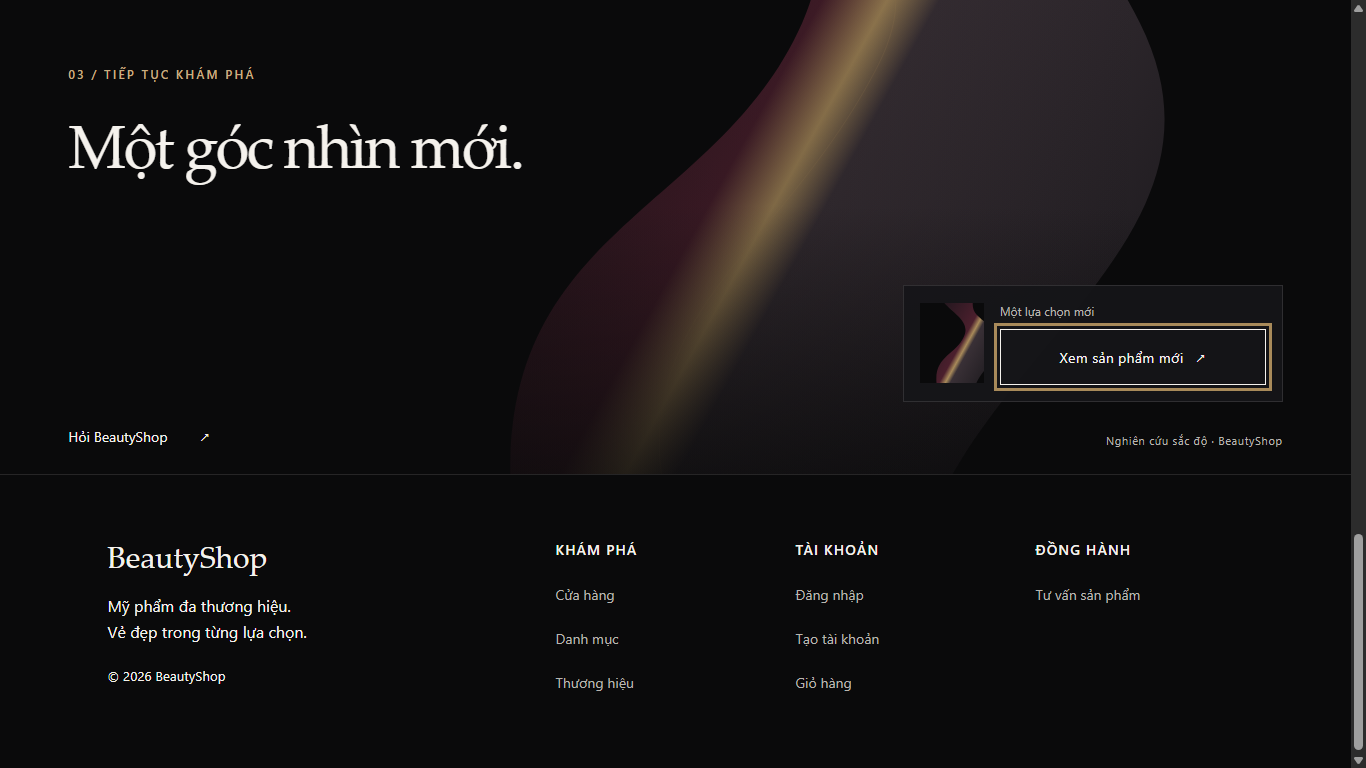 03 / TIẾP TỤC KHÁM PHÁ
Một góc nhìn mới.
Một lựa chọn mới
Xem sản phẩm mới ↗
Hỏi BeautyShop ↗
Nghiên cứu sắc độ · BeautyShop
BeautyShop
Mỹ phẩm đa thương hiệu.
Vẻ đẹp trong từng lựa chọn.
© 2026 BeautyShop
KHÁM PHÁ
Cửa hàng
Danh mục
Thương hiệu
TÀI KHOẢN
Đăng nhập
Tạo tài khoản
Giỏ hàng
ĐỒNG HÀNH
Tư vấn sản phẩm